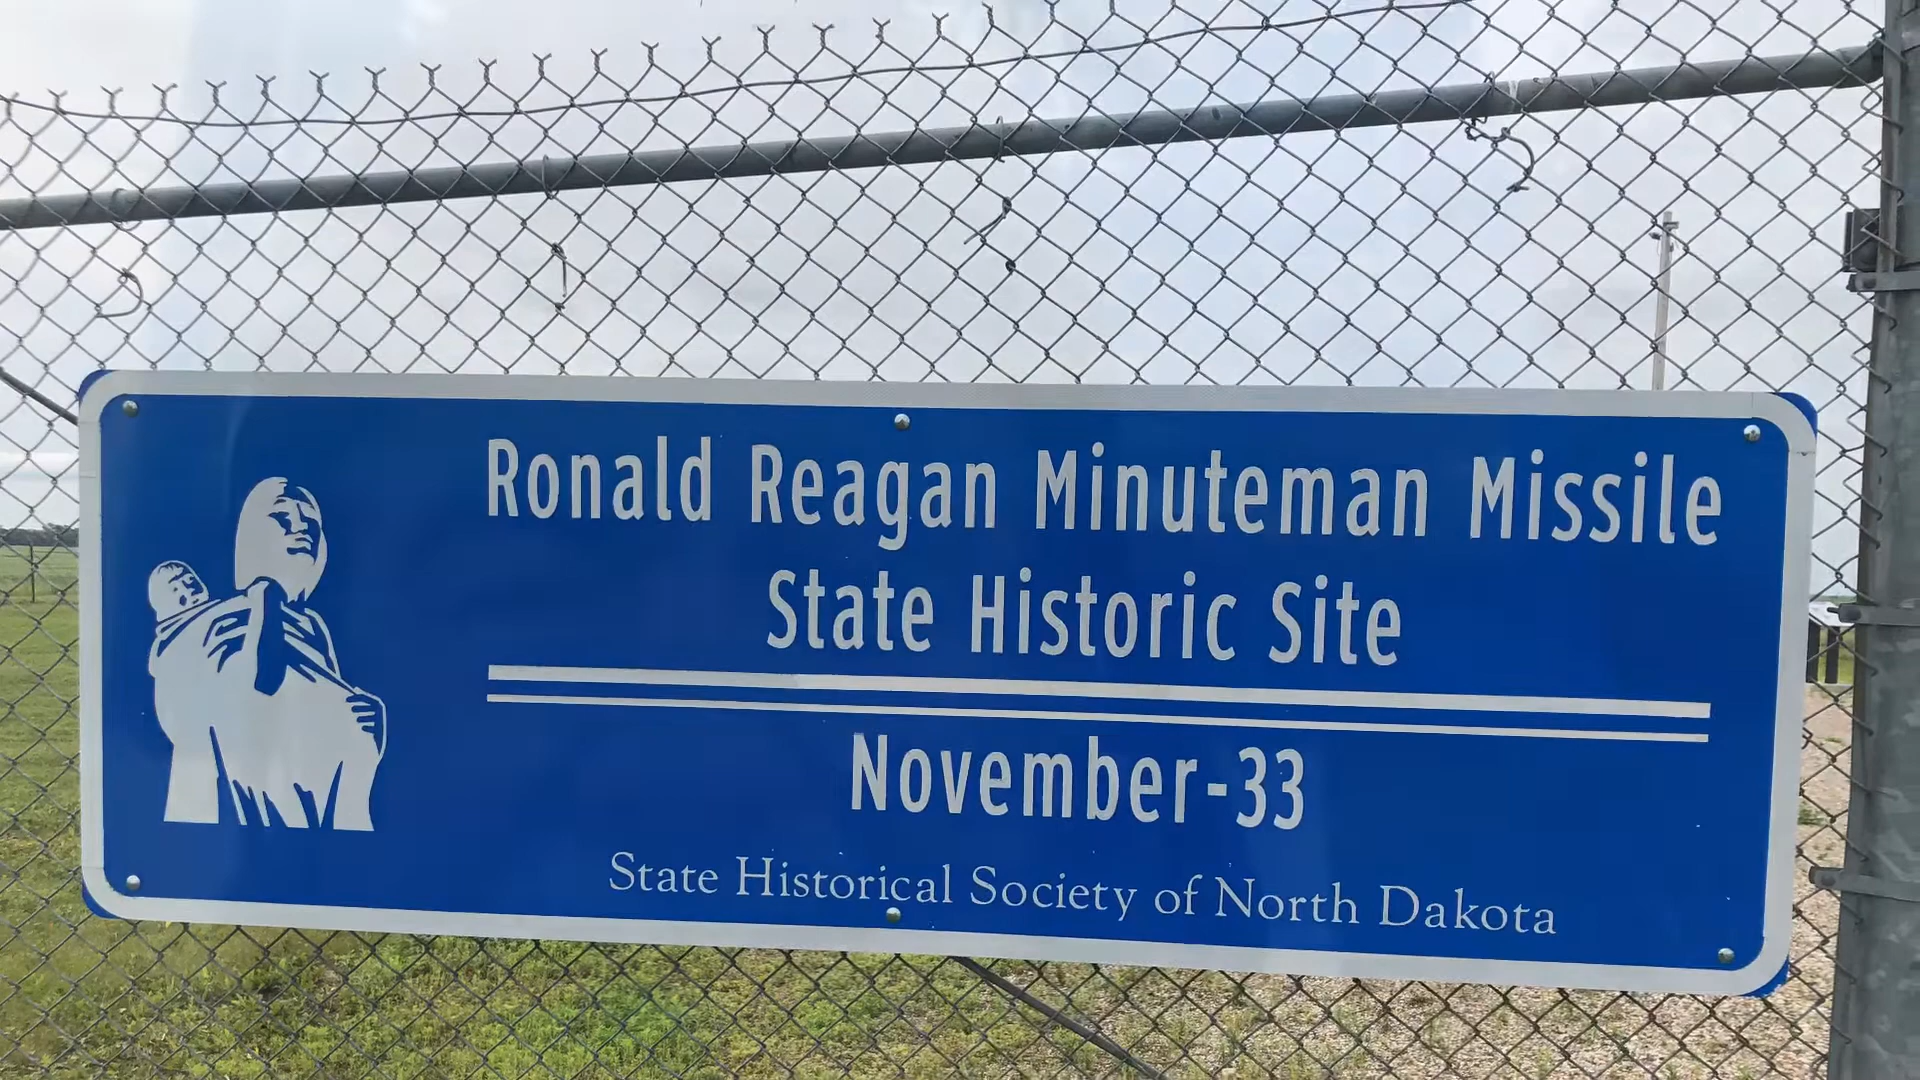 Ronald Reagan Minuteman Missile
State Historic Site
November-33
State Historical Society of North Dakota